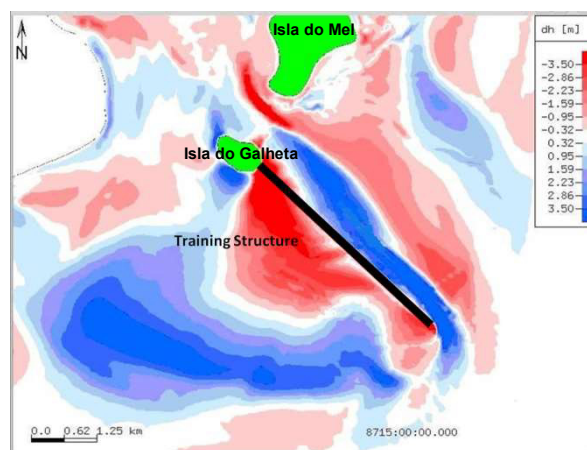 Isla do Mel
dh [m]
N
-3.50
-2.86
-2.23
-1.59
-0.95
-0.32
0.32
0.95
1.59
2.23
2.86
3.50
Isla do Galheta
Training Structure
0.0 0.62 1.25 km
8715:00:00.000